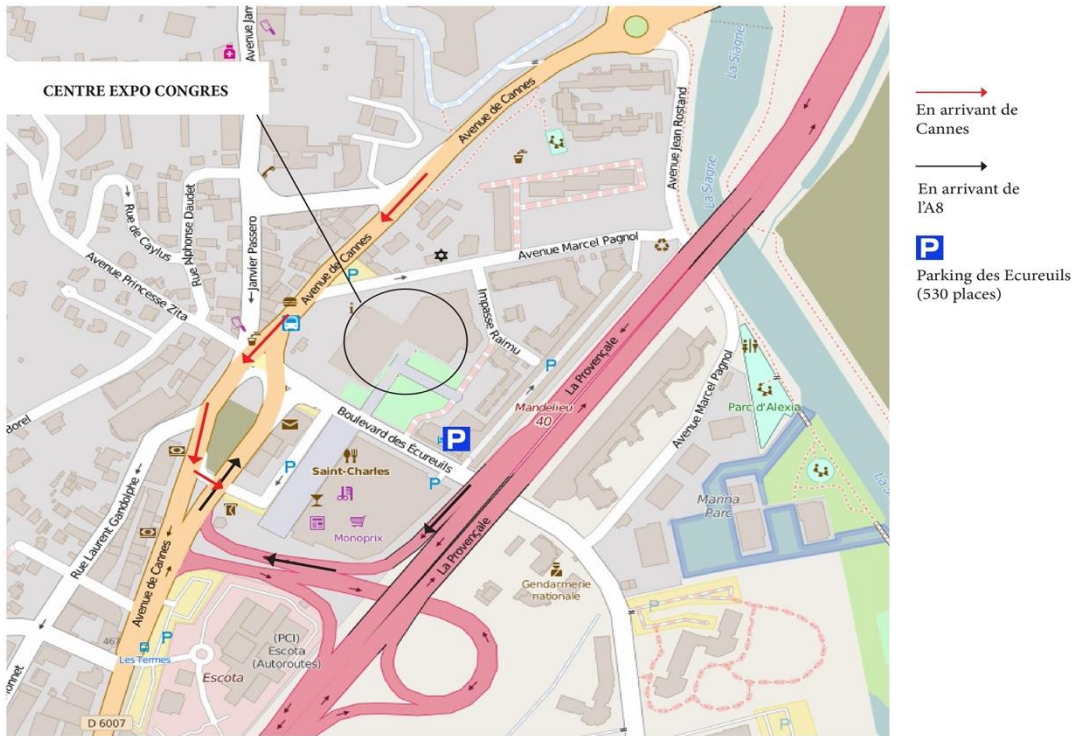 CENTRE EXPO CONGRES
Avenue de Cannes
Avenue Jean Rostand
La Siagne
La Siagne
Rue de Caylus
Rue Alphonse Daudet
Janvier Passero
Avenue Princesse Zita
Avenue de Cannes
Avenue Marcel Pagnol
P
i
Impasse Raimu
P
La Provençale
Mandelieu
40
Avenue Marcel Pagnol
Parc d'Alexia
Borel
Boulevard des Écureuils
P
P
P
Saint-Charles
Monoprix
Rue Laurent Gandolphe
Avenue de Cannes
La Provençale
Manna
Parc
Gendarmerie
nationale
P
P
Les Termes
(PCI)
Escota
(Autoroutes)
Escota
D 6007
P
En arrivant de
Cannes
En arrivant de
l'A8
P
Parking des Ecureuils
(530 places)